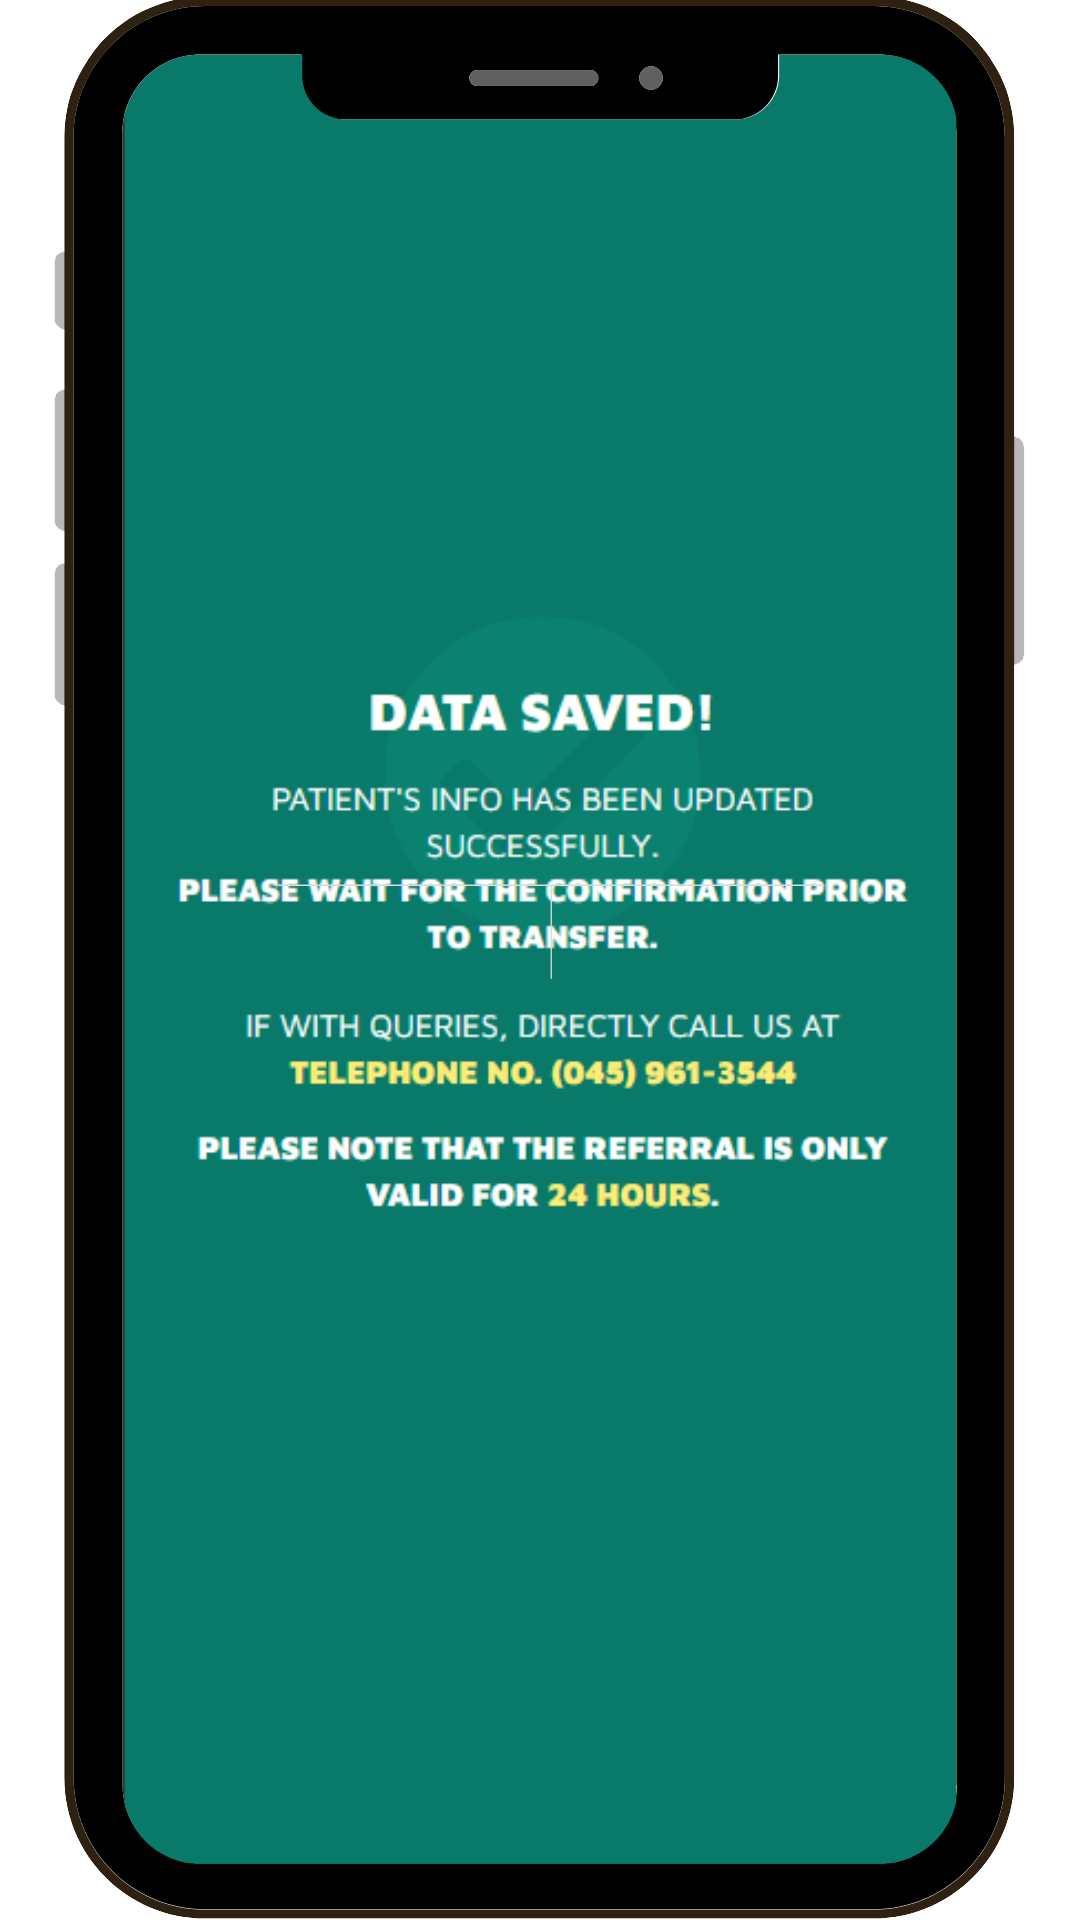 DATA SAVED!
PATIENT'S INFO HAS BEEN UPDATED
SUCCESSFULLY.
PLEASE WAIT FOR THE CONFIRMATION PRIOR
TO TRANSFER.
IF WITH QUERIES, DIRECTLY CALL US AT
TELEPHONE NO. (045) 961-3544
PLEASE NOTE THAT THE REFERRAL IS ONLY
VALID FOR 24 HOURS.